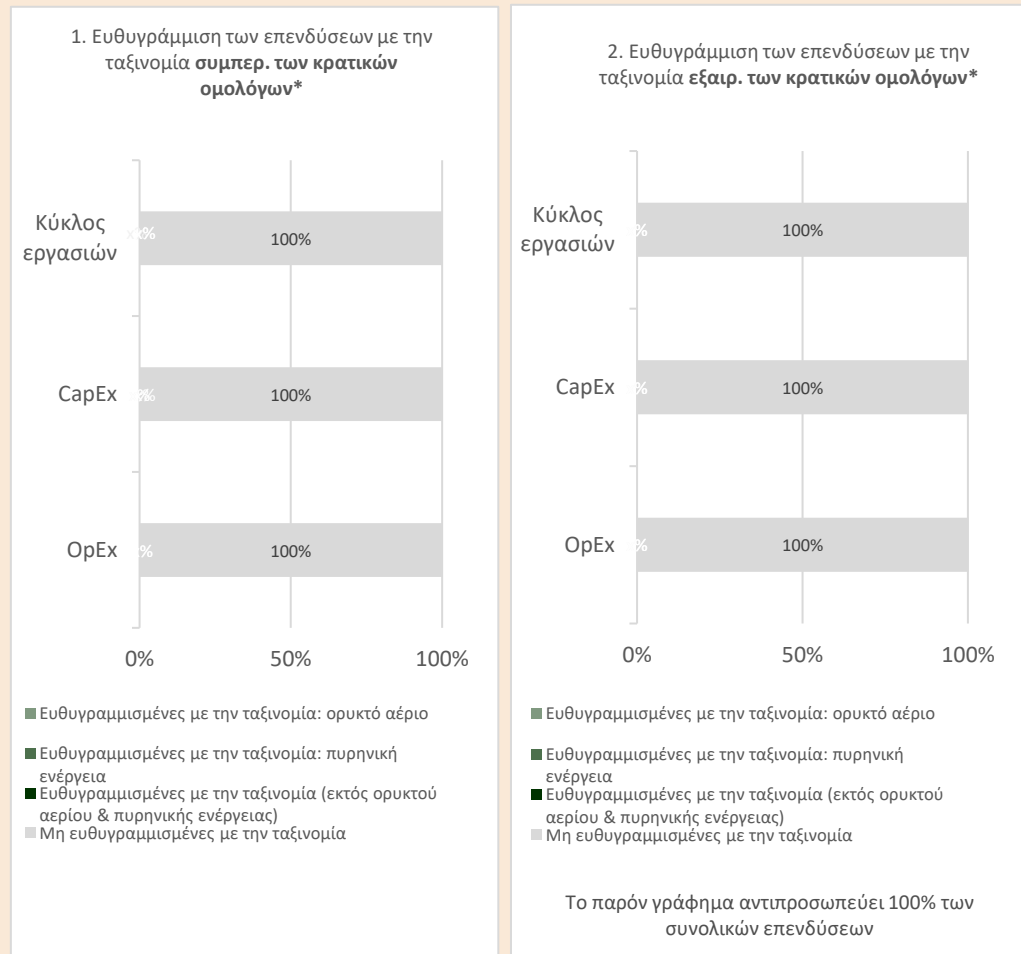 1. Ευθυγράμμιση των επενδύσεων με την
ταξινομία συμπερ. των κρατικών
ομολόγων*
Κύκλος
εργασιών
100%
CapEx
100%
OpEx
100%
0%
50%
100%
Ευθυγραμμισμένες με την ταξινομία: ορυκτό αέριο
Ευθυγραμμισμένες με την ταξινομία: πυρηνική
ενέργεια
Ευθυγραμμισμένες με την ταξινομία (εκτός ορυκτού
αερίου & πυρηνικής ενέργειας)
Μη ευθυγραμμισμένες με την ταξινομία
2. Ευθυγράμμιση των επενδύσεων με την
ταξινομία εξαιρ. των κρατικών ομολόγων*
Κύκλος
εργασιών
100%
CapEx
100%
OpEx
100%
0%
50%
100%
Ευθυγραμμισμένες με την ταξινομία: ορυκτό αέριο
Ευθυγραμμισμένες με την ταξινομία: πυρηνική
ενέργεια
Ευθυγραμμισμένες με την ταξινομία (εκτός ορυκτού
αερίου & πυρηνικής ενέργειας)
Μη ευθυγραμμισμένες με την ταξινομία
Το παρόν γράφημα αντιπροσωπεύει 100% των
συνολικών επενδύσεων